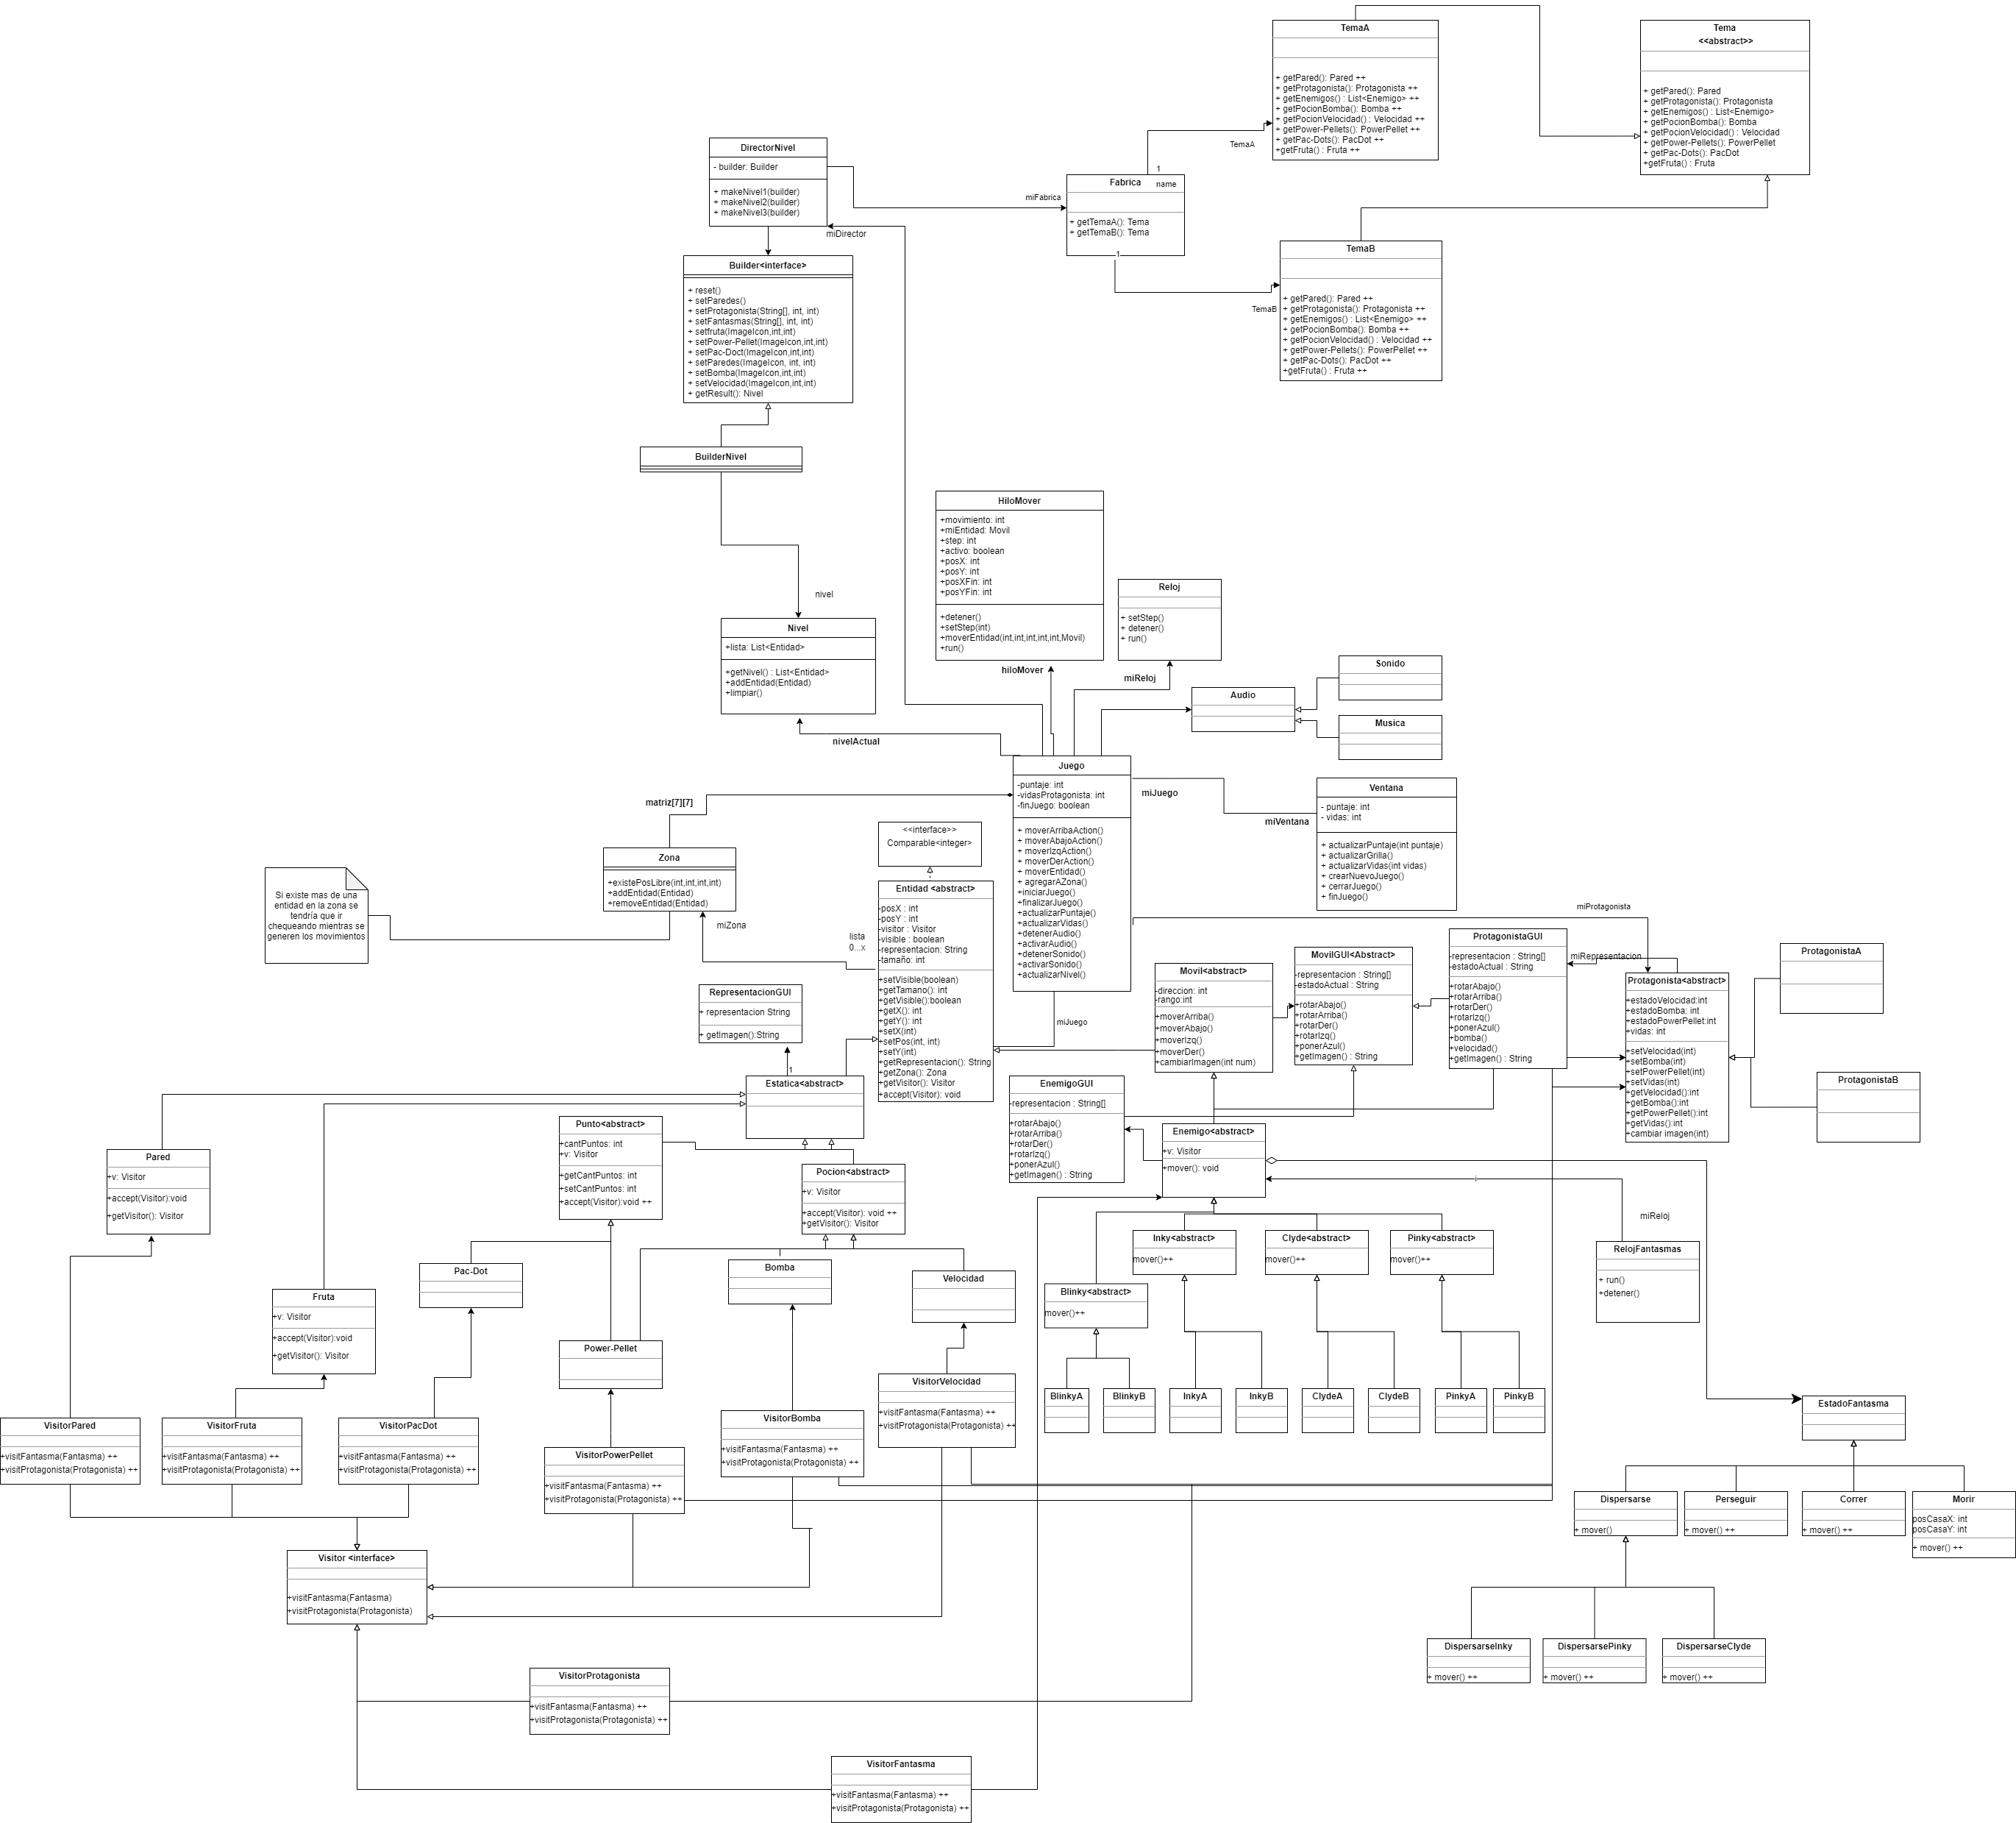 TemaA
+ getPared(): Pared ++
+ getProtagonista(): Protagonista ++
+ getEnemigos() : List<Enemigo> ++
+ getPocionBomba(): Bomba ++
+ getPocionVelocidad() : Velocidad ++
+ getPower-Pellets(): PowerPellet ++
+ getPac-Dots(): PacDot ++
+getFruta() : Fruta ++
Tema
<<abstract>>
+ getPared(): Pared
+ getProtagonista(): Protagonista
+ getEnemigos() : List<Enemigo>
+ getPocionBomba(): Bomba
+ getPocionVelocidad() : Velocidad
+ getPower-Pellets(): PowerPellet
+ getPac-Dots(): PacDot
+getFruta() : Fruta
TemaA
DirectorNivel
- builder: Builder
+ makeNivel1(builder)
+ makeNivel2(builder)
+ makeNivel3(builder)
miFabrica
1
name
Fabrica
+ getTemaA(): Tema
+ getTemaB(): Tema
1
miDirector
TemaB
TemaB
+ getPared(): Pared ++
+ getProtagonista(): Protagonista ++
+ getEnemigos() : List<Enemigo> ++
+ getPocionBomba(): Bomba ++
+ getPocionVelocidad() : Velocidad ++
+ getPower-Pellets(): PowerPellet ++
+ getPac-Dots(): PacDot ++
+getFruta() : Fruta ++
Builder<interface>
+ reset()
+ setParedes()
+ setProtagonista(String[], int, int)
+ setFantasmas(String[], int, int)
+ setfruta(ImageIcon,int,int)
+ setPower-Pellet(ImageIcon,int,int)
+ setPac-Doct(ImageIcon,int,int)
+ setParedes(ImageIcon, int, int)
+ setBomba(ImageIcon,int,int)
+ setVelocidad(ImageIcon,int,int)
+ getResult(): Nivel
BuilderNivel
nivel
Nivel
+lista: List<Entidad>
+getNivel() : List<Entidad>
+addEntidad(Entidad)
+limpiar()
HiloMover
+movimiento: int
+miEntidad: Movil
+step: int
+activo: boolean
+posX: int
+posY: int
+posXFin: int
+posYFin: int
+detener()
+setStep(int)
+moverEntidad(int,int,int,int,int,Movil)
+run()
hiloMover
Reloj
+ setStep()
+ detener()
+ run()
miReloj
Audio
Sonido
Musica
nivelActual
Juego
-puntaje: int
-vidasProtagonista: int
-finJuego: boolean
+ moverArribaAction()
+ moverAbajoAction()
+ moverIzqAction()
+ moverDerAction()
+ moverEntidad()
+ agregarAZona()
+iniciarJuego()
+finalizarJuego()
+actualizarPuntaje()
+actualizarVidas()
+detenerAudio()
+activarAudio()
+detenerSonido()
+activarSonido()
+actualizarNivel()
miJuego
miVentana
Ventana
- puntaje: int
- vidas: int
+ actualizarPuntaje(int puntaje)
+ actualizarGrilla()
+ actualizarVidas(int vidas)
+ crearNuevoJuego()
+ cerrarJuego()
+ finJuego()
matriz[7][7]
Zona
+existePosLibre(int,int,int,int)
+addEntidad(Entidad)
+removeEntidad(Entidad)
Si existe mas de una
entidad en la zona se
tendría que ir
chequeando mientras se
generen los movimientos
miZona
lista
0...x
<<interface>>
Comparable<integer>
Entidad <abstract>
-posX : int
-posY : int
-visitor : Visitor
-visible : boolean
-representacion: String
-tamaño: int
+setVisible(boolean)
+getTamano(): int
+getVisible():boolean
+getX(): int
+getY(): int
+setX(int)
+setPos(int, int)
+setY(int)
+getRepresentacion(): String
+getZona(): Zona
+getVisitor(): Visitor
+accept(Visitor): void
miJuego
RepresentacionGUI
+ representacion String
+ getImagen():String
1
Estatica<abstract>
miProtagonista
Movil<abstract>
-direccion: int
-rango:int
+moverArriba()
+moverAbajo()
+moverIzq()
+moverDer()
+cambiarImagen(int num)
MovilGUI<Abstract>
-representacion : String[]
-estadoActual : String
+rotarAbajo()
+rotarArriba()
+rotarDer()
+rotarIzq()
+ponerAzul()
+getImagen() : String
ProtagonistaGUI
-representacion : String[]
-estadoActual : String
+rotarAbajo()
+rotarArriba()
+rotarDer()
+rotarIzq()
+ponerAzul()
+bomba()
+velocidad()
+getImagen() : String
miRepresentacion
Protagonista<abstract>
+estadoVelocidad:int
+estadoBomba: int
+estadoPowerPellet:int
+vidas: int
+setVelocidad(int)
+setBomba(int)
+setPowerPellet(int)
+setVidas(int)
+getVelocidad():int
+getBomba():int
+getPowerPellet():int
+getVidas():int
+cambiar imagen(int)
ProtagonistaA
ProtagonistaB
EnemigoGUI
-representacion : String[]
+rotarAbajo()
+rotarArriba()
+rotarDer()
+rotarIzq()
+ponerAzul()
+getImagen() : String
Enemigo<abstract>
+v: Visitor
+mover(): void
Punto<abstract>
+cantPuntos: int
+v: Visitor
+getCantPuntos: int
+setCantPuntos: int
+accept(Visitor):void ++
Pocion<abstract>
+v: Visitor
+accept(Visitor): void ++
+getVisitor(): Visitor
Pared
+v: Visitor
+accept(Visitor):void
+getVisitor(): Visitor
Fruta
+v: Visitor
+accept(Visitor):void
+getVisitor(): Visitor
Pac-Dot
Bomba
Velocidad
Power-Pellet
Inky<abstract>
mover()++
Clyde<abstract>
mover()++
Pinky<abstract>
mover()++
Blinky<abstract>
mover()++
miReloj
RelojFantasmas
+ run()
+detener()
BlinkyA
BlinkyB
InkyA
InkyB
ClydeA
ClydeB
PinkyA
PinkyB
EstadoFantasma
VisitorPared
+visitFantasma(Fantasma) ++
+visitProtagonista(Protagonista) ++
VisitorFruta
+visitFantasma(Fantasma) ++
+visitProtagonista(Protagonista) ++
VisitorPacDot
+visitFantasma(Fantasma) ++
+visitProtagonista(Protagonista) ++
VisitorPowerPellet
+visitFantasma(Fantasma) ++
+visitProtagonista(Protagonista) ++
VisitorBomba
+visitFantasma(Fantasma) ++
+visitProtagonista(Protagonista) ++
VisitorVelocidad
+visitFantasma(Fantasma) ++
+visitProtagonista(Protagonista) ++
Dispersarse
+ mover()
Perseguir
+ mover() ++
Correr
+ mover() ++
Morir
posCasaX: int
posCasaY: int
+ mover() ++
Visitor <interface>
+visitFantasma(Fantasma)
+visitProtagonista(Protagonista)
DispersarseInky
+ mover() ++
DispersarsePinky
+ mover() ++
DispersarseClyde
+ mover() ++
VisitorProtagonista
+visitFantasma(Fantasma) ++
+visitProtagonista(Protagonista) ++
VisitorFantasma
+visitFantasma(Fantasma) ++
+visitProtagonista(Protagonista) ++